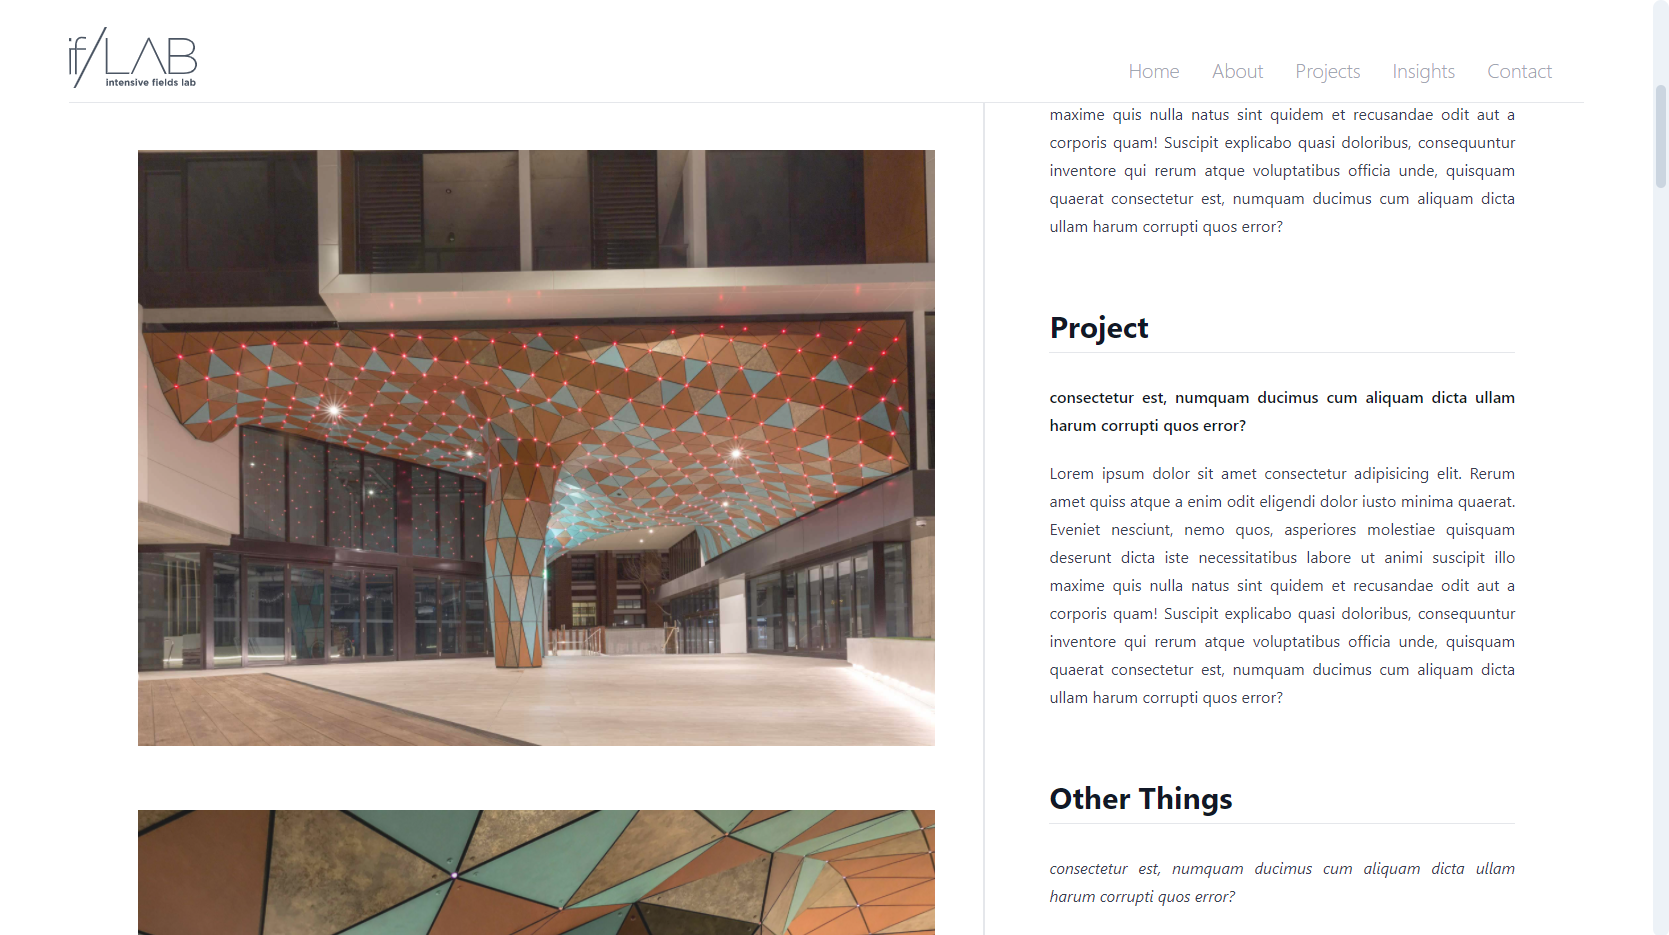 if/LAB
intensive fields lab
Home About Projects Insights Contact
maxime quis nulla natus sint quidem et recusandae odit aut a
corporis quam! Suscipit explicabo quasi doloribus, consequuntur
inventore qui rerum atque voluptatibus officia unde, quisquam
quaerat consectetur est, numquam ducimus cum aliquam dicta
ullam harum corrupti quos error?
Project
consectetur est, numquam ducimus cum aliquam dicta ullam
harum corrupti quos error?
Lorem ipsum dolor sit amet consectetur adipisicing elit. Rerum
amet quiss atque a enim odit eligendi dolor iusto minima quaerat.
Eveniet nesciunt, nemo quos, asperiores molestiae quisquam
deserunt dicta iste necessitatibus labore ut animi suscipit illo
maxime quis nulla natus sint quidem et recusandae odit aut a
corporis quam! Suscipit explicabo quasi doloribus, consequuntur
inventore qui rerum atque voluptatibus officia unde, quisquam
quaerat consectetur est, numquam ducimus cum aliquam dicta
ullam harum corrupti quos error?
Other Things
consectetur est, numquam ducimus cum aliquam dicta ullam
harum corrupti quos error?